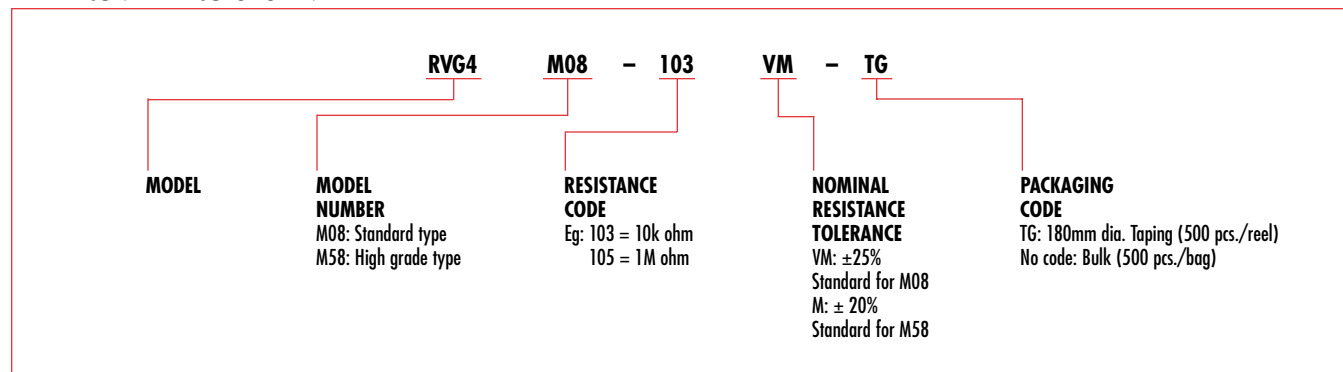 RVG4 M08 – 103 VM – TG
MODEL
MODEL
NUMBER
M08: Standard type
M58: High grade type
RESISTANCE
CODE
Eg: 103 = 10k ohm
105 = 1M ohm
NOMINAL
RESISTANCE
TOLERANCE
VM: ±25%
Standard for M08
M: ± 20%
Standard for M58
PACKAGING
CODE
TG: 180mm dia. Taping (500 pcs./reel)
No code: Bulk (500 pcs./bag)